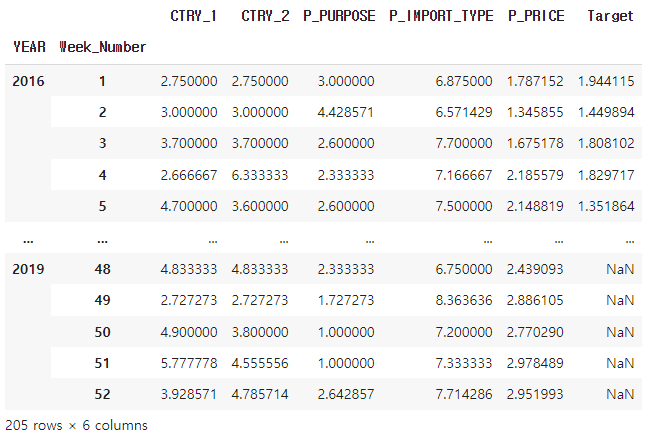 CTRY_1 CTRY_2 P_PURPOSE P_IMPORT_TYPE P_PRICE Target
YEAR Week_Number
2016 1 2.750000 2.750000 3.000000 6.875000 1.787152 1.944115
2 3.000000 3.000000 4.428571 6.571429 1.345855 1.449894
3 3.700000 3.700000 2.600000 7.700000 1.675178 1.808102
4 2.666667 6.333333 2.333333 7.166667 2.185579 1.829717
5 4.700000 3.600000 2.600000 7.500000 2.148819 1.351864
... ... ... ... ... ... ... ...
2019 48 4.833333 4.833333 2.333333 6.750000 2.439093 NaN
49 2.727273 2.727273 1.727273 8.363636 2.886105 NaN
50 4.900000 3.800000 1.000000 7.200000 2.770290 NaN
51 5.777778 4.555556 1.000000 7.333333 2.978489 NaN
52 3.928571 4.785714 2.642857 7.714286 2.951993 NaN
205 rows × 6 columns